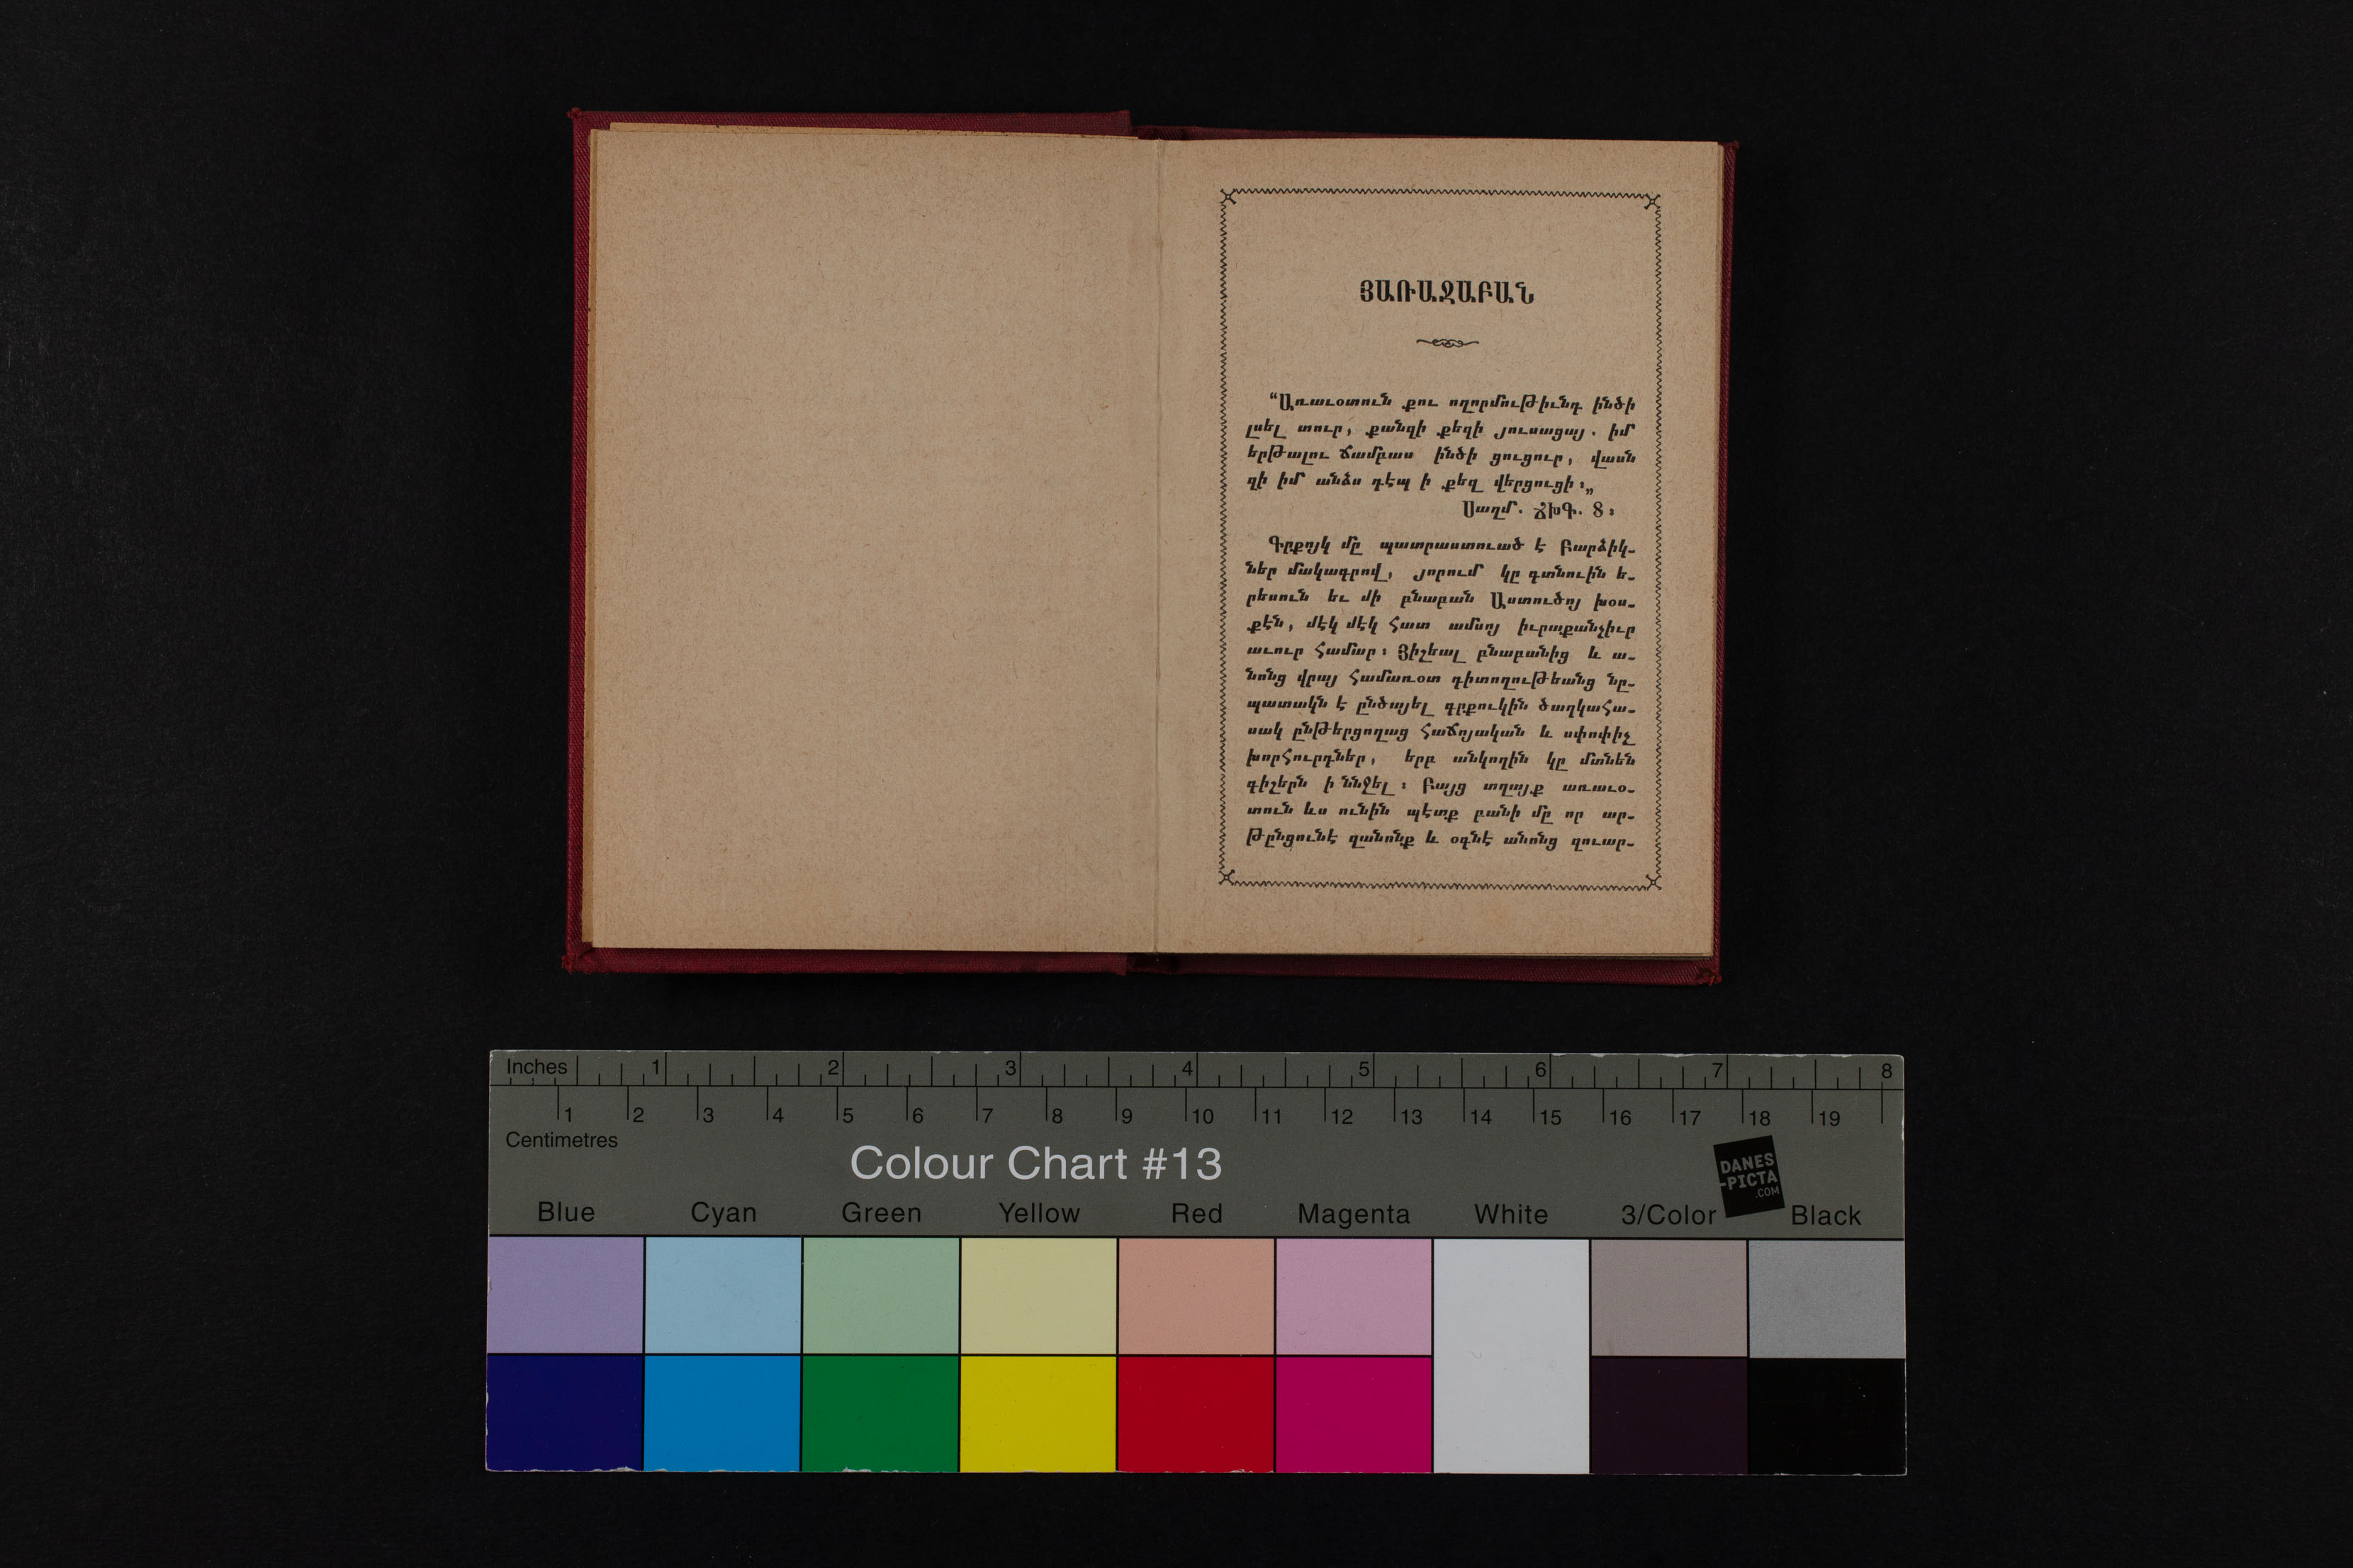 ՅԱՌԱՋԱԲԱՆ
“Առաւօտուն քու ողորմութիւնդ ինծի
լսել տուր, քանզի քեզի յուսացայ. իմ
երթալու ճամբաս ինծի ցուցուր, վասն
զի իմ անձս դէպ ի քեզ վերցուցի։„
Սաղմ. ՃԽԳ. 8։
Գրքոյկ մը պատրաստուած է Բարձիկ-
ներ մակագրով, յորում կը գտնուին ե-
րեսուն եւ մի բնաբան Աստուծոյ խօս-
քէն, մէկ մէկ հատ ամսոյ իւրաքանչիւր
աւուր համար։ Յիշեալ բնաբանից և ա-
նոնց վրայ համառօտ դիտողութեանց նը-
պատակն է ընծայել գրքուկին ծաղկահա-
սակ ընթերցողաց հաճոյական և սփոփիչ
խորհուրդներ, երբ անկողին կը մտնեն
գիշերն ի ննջել։ Բայց տղայք առաւօ-
տուն ևս ունին պէտք բանի մը որ ար-
թընցունէ զանոնք և օգնէ անոնց զուար-
Inches 1 2 3 4 5 6 7 8
1 2 3 4 5 6 7 8 9 10 11 12 13 14 15 16 17 18 19
Centimetres
Colour Chart #13
DANES
-PICTA
.COM
Blue Cyan Green Yellow Red Magenta White 3/Color Black